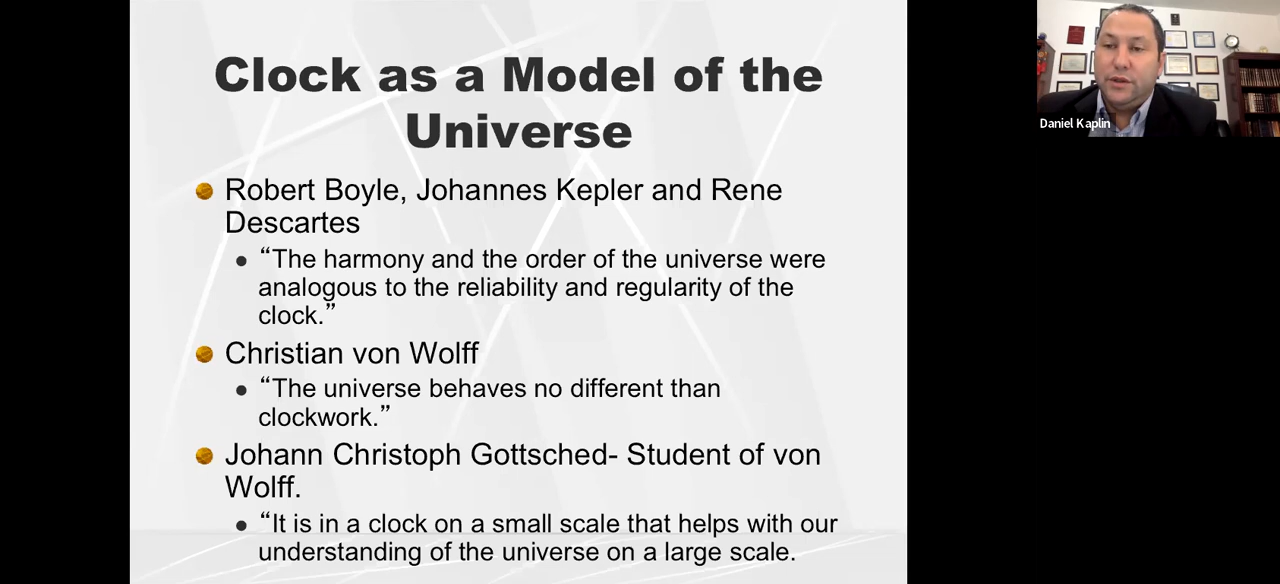 Clock as a Model of the
Universe
Robert Boyle, Johannes Kepler and Rene
Descartes
“The harmony and the order of the universe were
analogous to the reliability and regularity of the
clock.”
Christian von Wolff
“The universe behaves no different than
clockwork.”
Johann Christoph Gottsched- Student of von
Wolff.
“It is in a clock on a small scale that helps with our
understanding of the universe on a large scale.
Daniel Kaplin